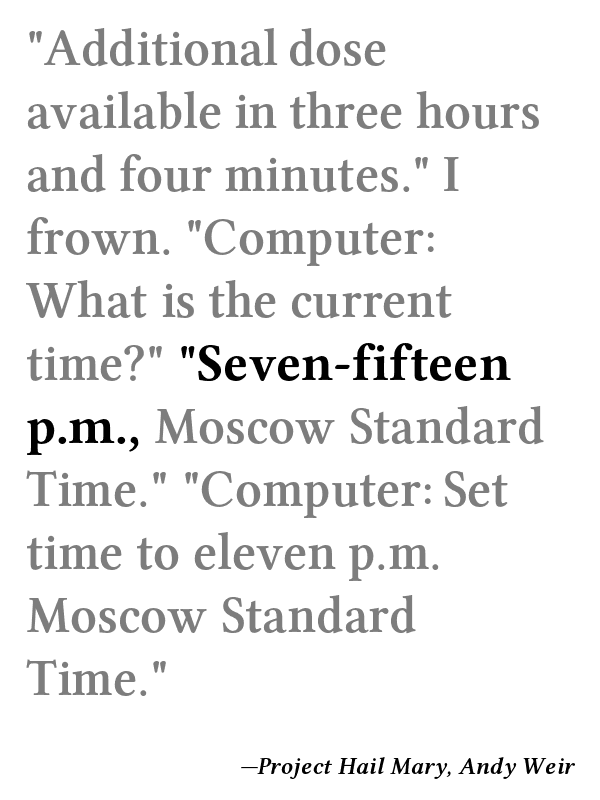 "Additional dose
available in three hours
and four minutes." I
frown. "Computer:
What is the current
time?" "Seven-fifteen
p.m., Moscow Standard
Time." "Computer: Set
time to eleven p.m.
Moscow Standard
Time."
—Project Hail Mary, Andy Weir